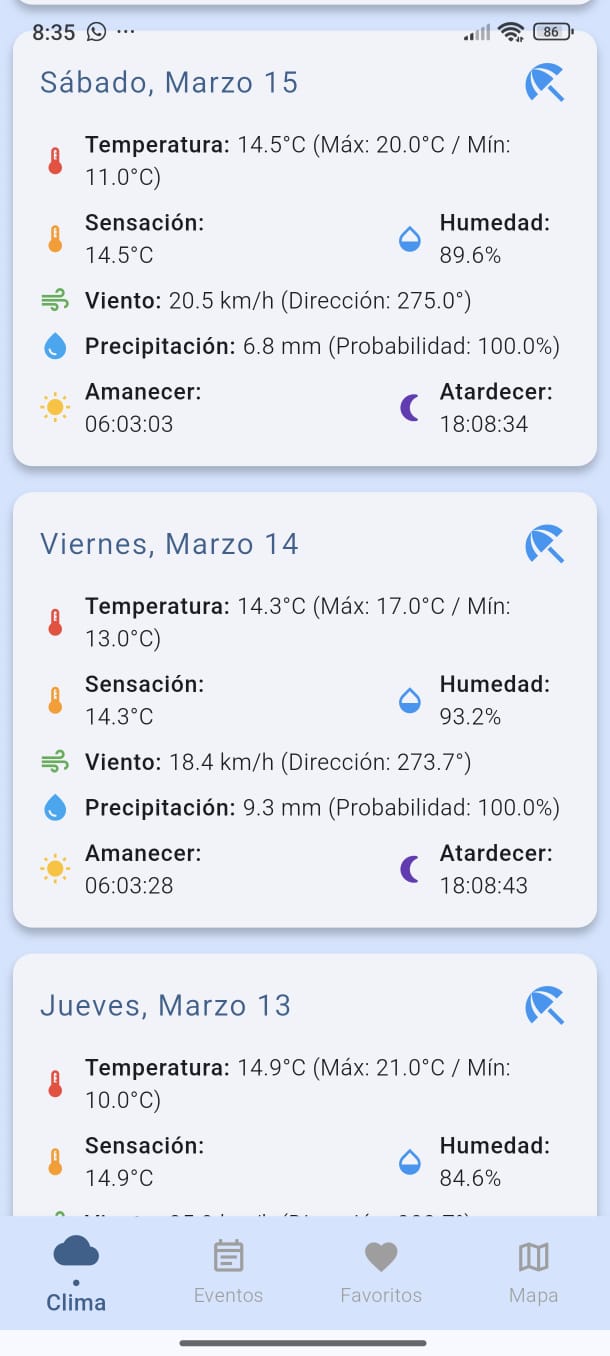 8:35 ... 86
Sábado, Marzo 15
Temperatura: 14.5°C (Máx: 20.0°C / Mín:
11.0°C)
Sensación: Humedad:
14.5°C 89.6%
Viento: 20.5 km/h (Dirección: 275.0°)
Precipitación: 6.8 mm (Probabilidad: 100.0%)
Amanecer: Atardecer:
06:03:03 18:08:34
Viernes, Marzo 14
Temperatura: 14.3°C (Máx: 17.0°C / Mín:
13.0°C)
Sensación: Humedad:
14.3°C 93.2%
Viento: 18.4 km/h (Dirección: 273.7°)
Precipitación: 9.3 mm (Probabilidad: 100.0%)
Amanecer: Atardecer:
06:03:28 18:08:43
Jueves, Marzo 13
Temperatura: 14.9°C (Máx: 21.0°C / Mín:
10.0°C)
Sensación: Humedad:
14.9°C 84.6%
Clima Eventos Favoritos Mapa